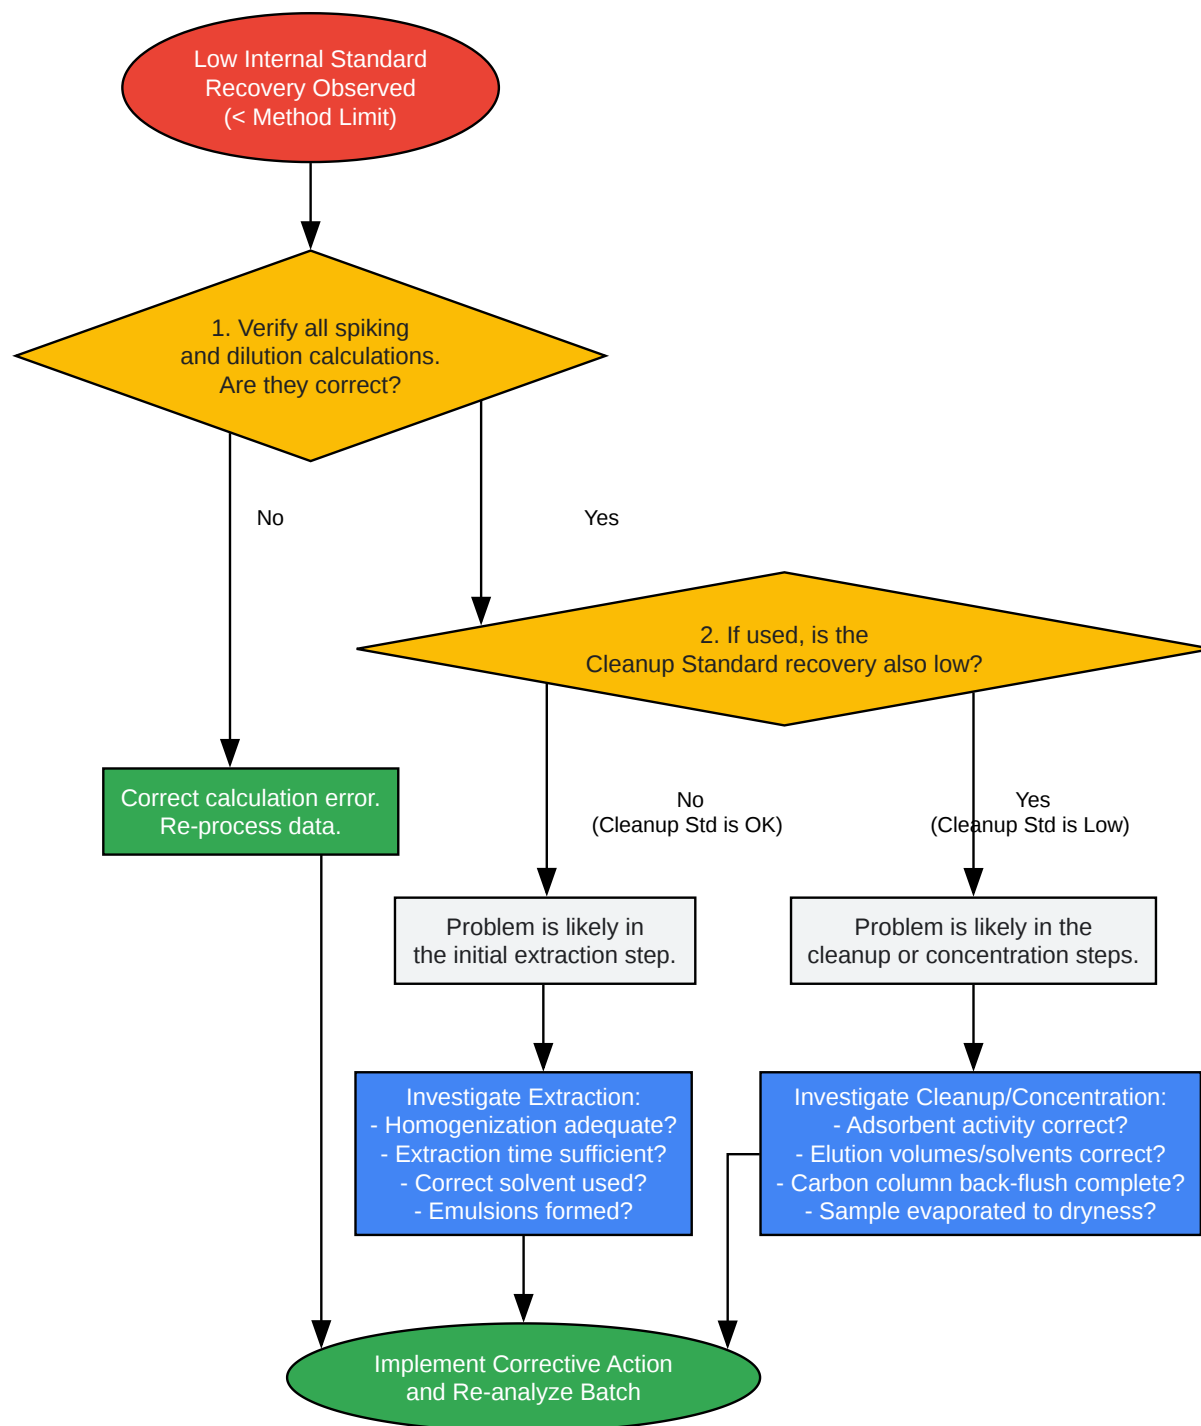 Low Internal Standard
Recovery Observed
(< Method Limit)
1. Verify all spiking
and dilution calculations.
Are they correct?
No
Yes
2. If used, is the
Cleanup Standard recovery also low?
Correct calculation error.
Re-process data.
No
(Cleanup Std is OK)
Yes
(Cleanup Std is Low)
Problem is likely in
the initial extraction step.
Problem is likely in the
cleanup or concentration steps.
Investigate Extraction:
- Homogenization adequate?
- Extraction time sufficient?
- Correct solvent used?
- Emulsions formed?
Investigate Cleanup/Concentration:
- Adsorbent activity correct?
- Elution volumes/solvents correct?
- Carbon column back-flush complete?
- Sample evaporated to dryness?
Implement Corrective Action
and Re-analyze Batch